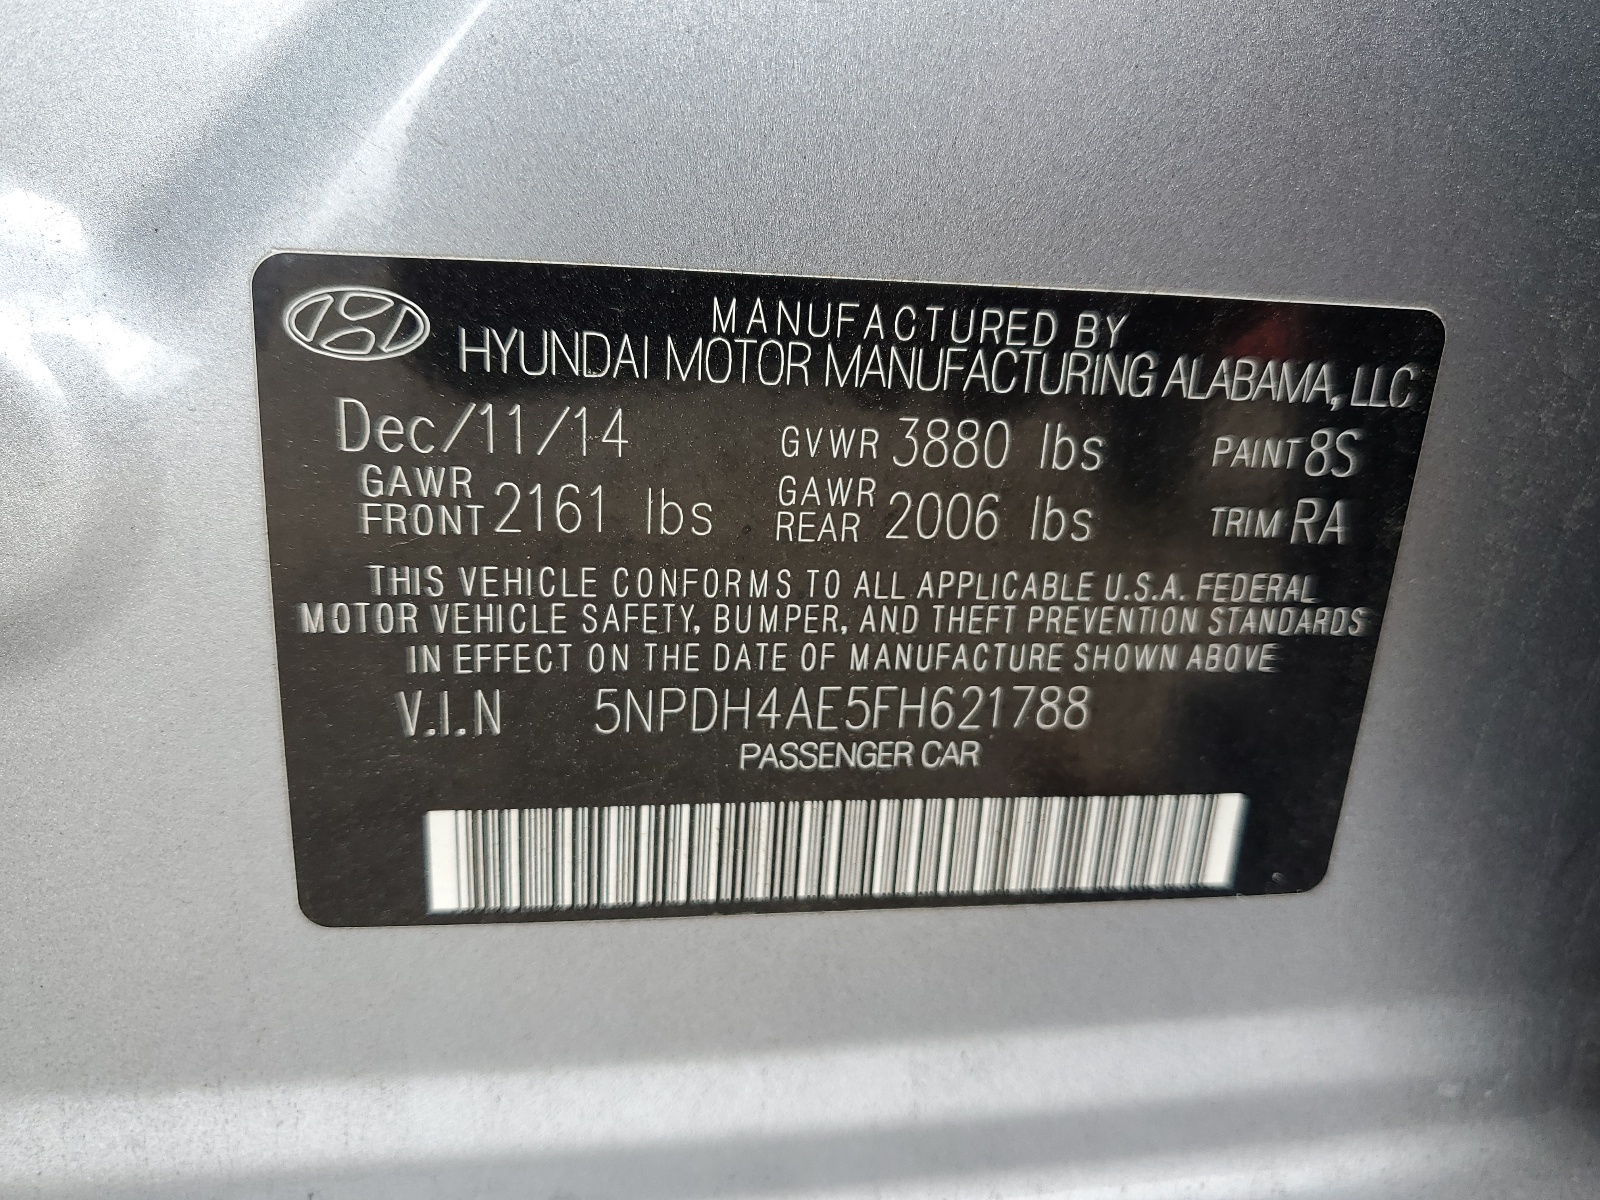 MANUFACTURED BY
HYUNDAI MOTOR MANUFACTURING ALABAMA, LLC
Dec/11/14 GVWR 3880 lbs PAINT 8S
GAWR FRONT 2161 lbs GAWR REAR 2006 lbs TRIM RA
THIS VEHICLE CONFORMS TO ALL APPLICABLE U.S.A. FEDERAL
MOTOR VEHICLE SAFETY, BUMPER, AND THEFT PREVENTION STANDARDS
IN EFFECT ON THE DATE OF MANUFACTURE SHOWN ABOVE
V.I.N 5NPDH4AE5FH621788
PASSENGER CAR